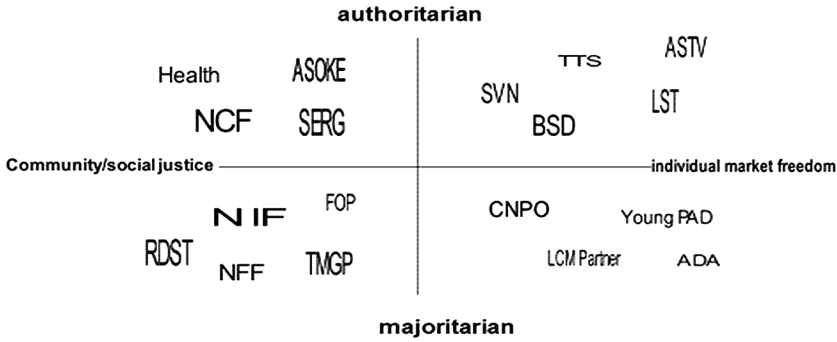 authoritarian
Health ASOKE TTS ASTV
NCF SERG SVN BSD LST
Community/social justice individual market freedom
N IF FOP CNPO Young PAD
RDST NFF TMGP LCM Partner ADA
majoritarian